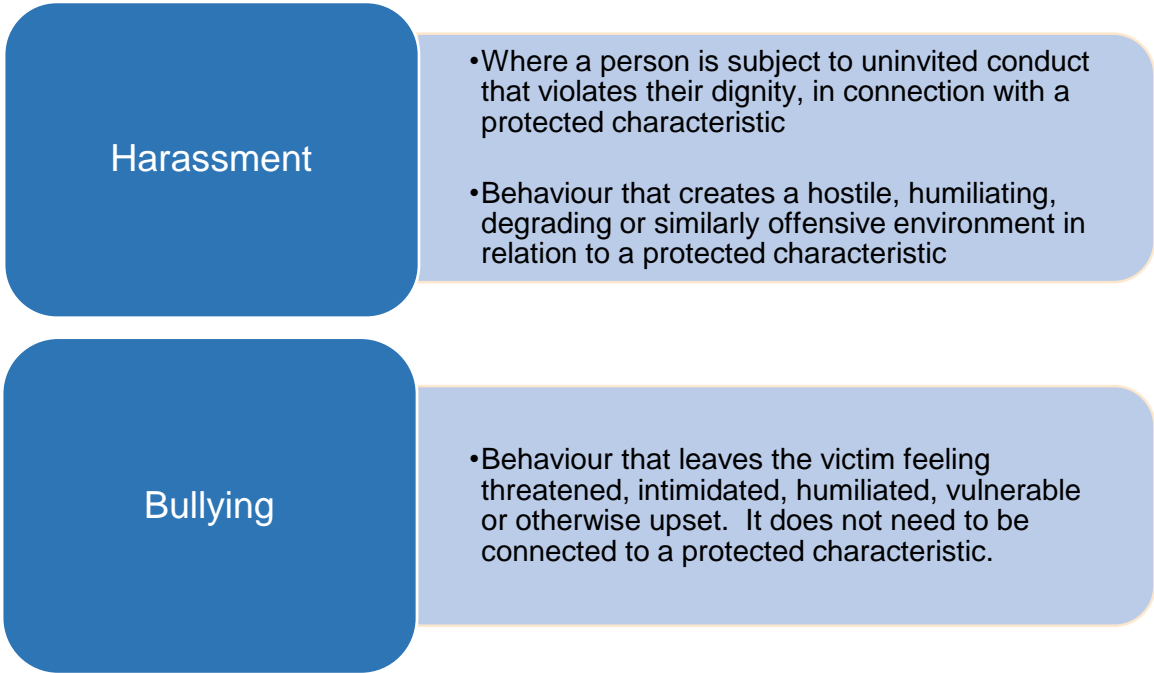 Harassment
•Where a person is subject to uninvited conduct
that violates their dignity, in connection with a
protected characteristic
•Behaviour that creates a hostile, humiliating,
degrading or similarly offensive environment in
relation to a protected characteristic
Bullying
•Behaviour that leaves the victim feeling
threatened, intimidated, humiliated, vulnerable
or otherwise upset.  It does not need to be
connected to a protected characteristic.